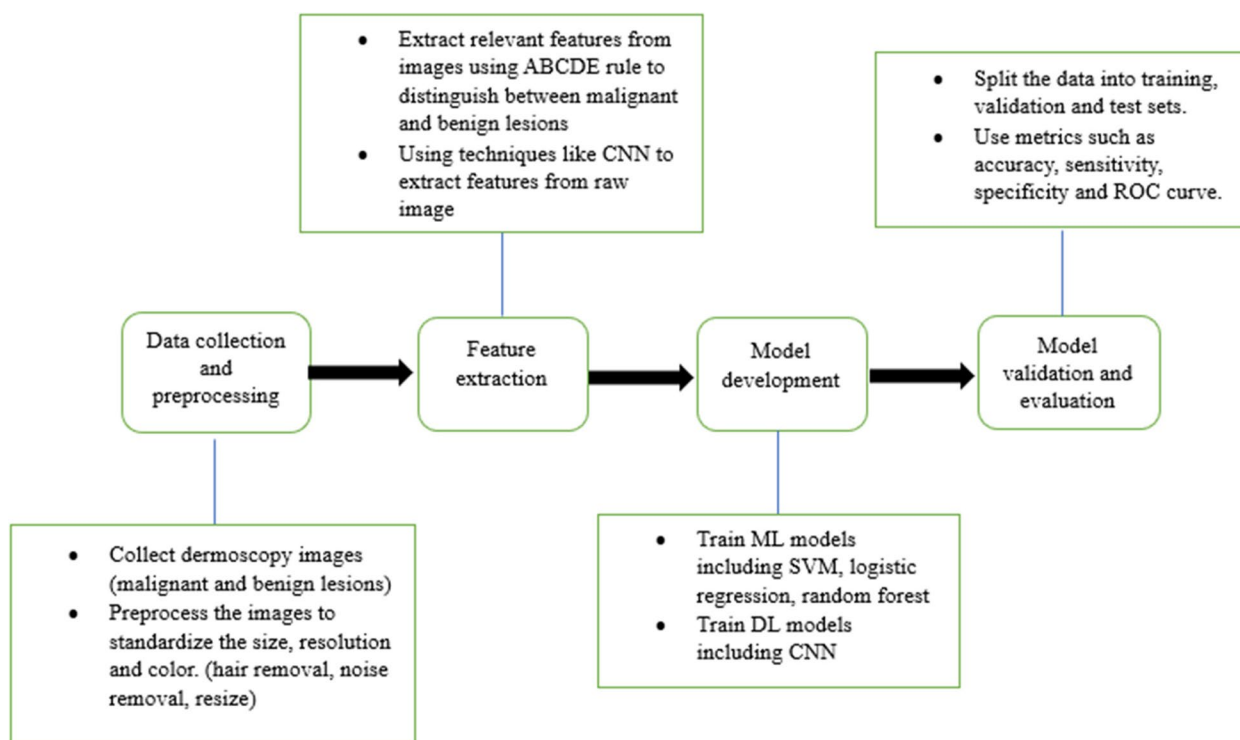 • Extract relevant features from
images using ABCDE rule to
distinguish between malignant
and benign lesions
• Using techniques like CNN to
extract features from raw
image
• Split the data into training,
validation and test sets.
• Use metrics such as
accuracy, sensitivity,
specificity and ROC curve.
Data collection
and
preprocessing
Feature
extraction
Model
development
Model
validation and
evaluation
• Collect dermoscopy images
(malignant and benign lesions)
• Preprocess the images to
standardize the size, resolution
and color. (hair removal, noise
removal, resize)
• Train ML models
including SVM, logistic
regression, random forest
• Train DL models
including CNN